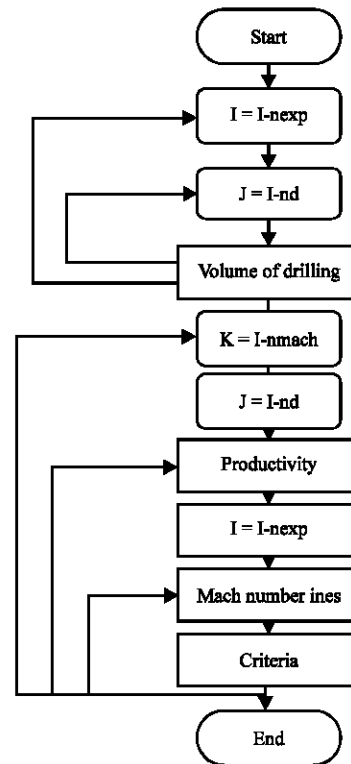 Start
I = I-nexp
J = I-nd
Volume of drilling
K = I-nmach
J = I-nd
Productivity
I = I-nexp
Mach number ines
Criteria
End